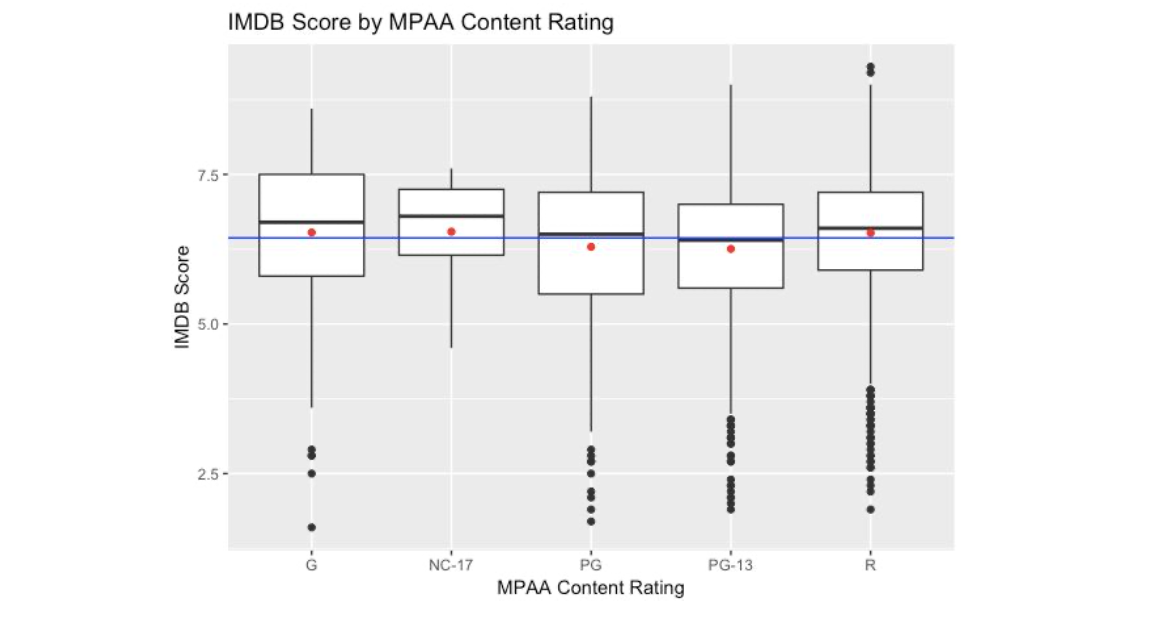 IMDB Score by MPAA Content Rating
7.5
5.0
2.5
IMDB Score
G NC-17 PG PG-13 R
MPAA Content Rating